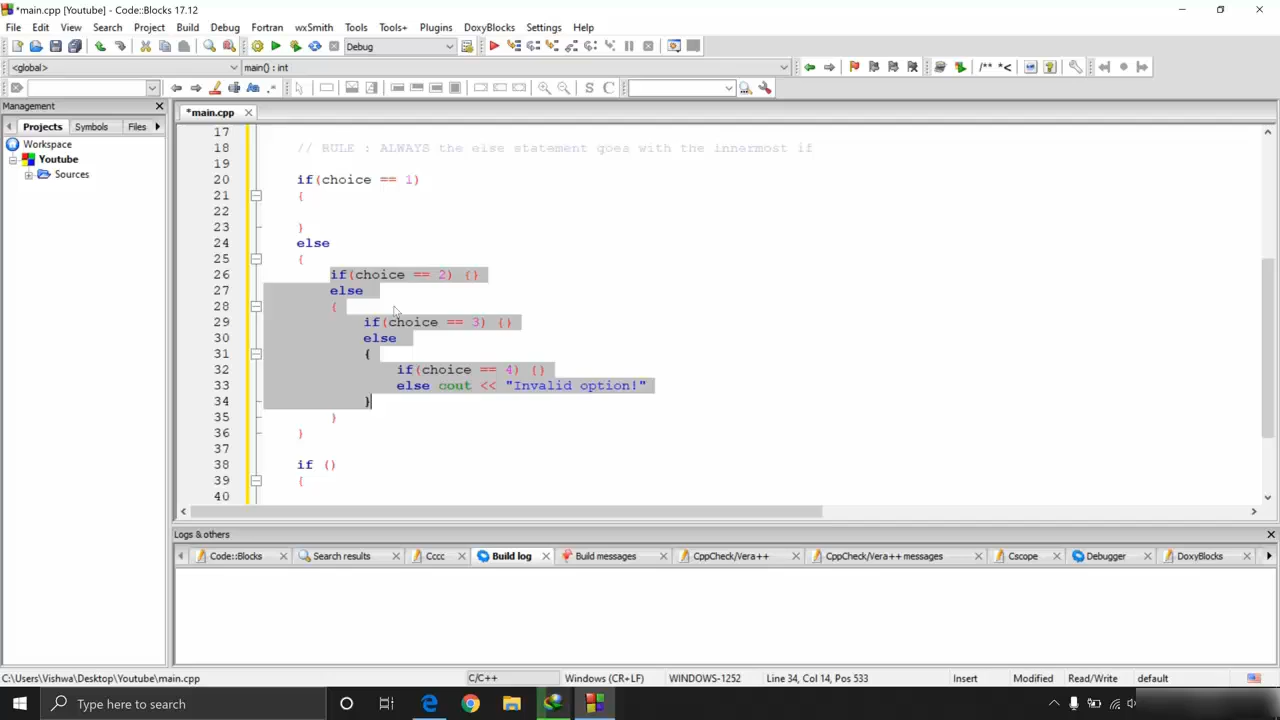 *main.cpp [Youtube] - Code::Blocks 17.12
File Edit View Search Project Build Debug Fortran wxSmith Tools Tools+ Plugins DoxyBlocks Settings Help
Debug
<global> main() : int
/** *<
Aa .* S C
Management
Projects Symbols Files
*main.cpp
Workspace
Youtube
Sources
17
18 // RULE : ALWAYS the else statement goes with the innermost if
19
20 if(choice == 1)
21 {
22
23 }
24 else
25 {
26 if(choice == 2) {}
27 else
28 {
29 if(choice == 3) {}
30 else
31 {
32 if(choice == 4) {}
33 else cout << "Invalid option!"
34 }
35 }
36 }
37
38 if ()
39 {
40
Logs & others
Code::Blocks Search results Cccc Build log Build messages CppCheck/Vera++ CppCheck/Vera++ messages Cscope Debugger DoxyBlocks
C:\Users\Vishwa\Desktop\Youtube\main.cpp C/C++ Windows (CR+LF) WINDOWS-1252 Line 34, Col 14, Pos 533 Insert Modified Read/Write default
Type here to search